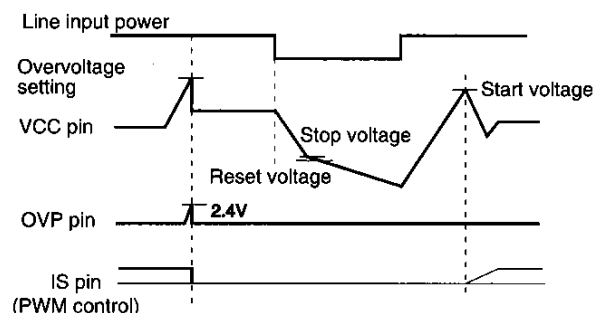 Line input power
Overvoltage
setting
Start voltage
VCC pin
Stop voltage
Reset voltage
2.4V
OVP pin
IS pin
(PWM control)